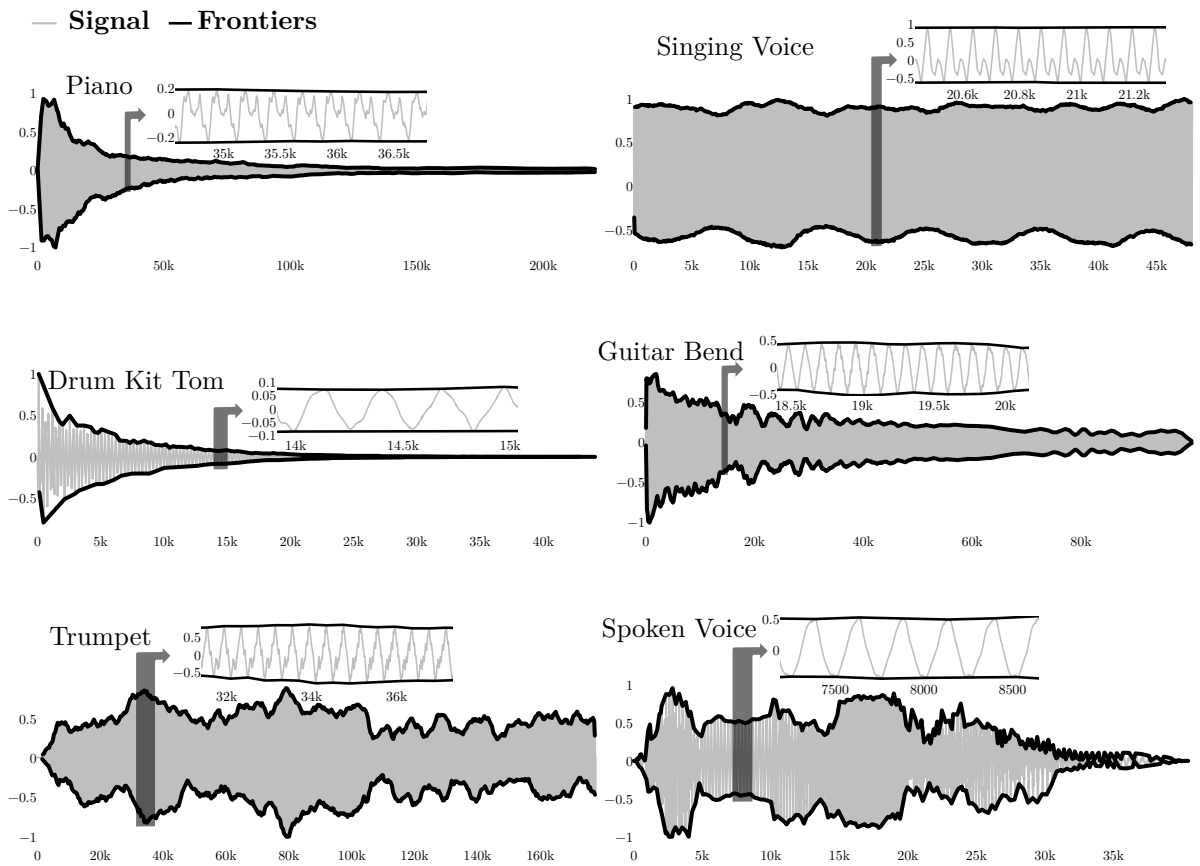 Signal Frontiers
Piano
1
0.5
0
−0.5
−1
0 50k 100k 150k 200k
0.2
0
−0.2
35k 35.5k 36k 36.5k
Singing Voice
1
0.5
0
−0.5
0 5k 10k 15k 20k 25k 30k 35k 40k 45k
1
0.5
0
−0.5
20.6k 20.8k 21k 21.2k
Drum Kit Tom
1
0.5
0
−0.5
0 5k 10k 15k 20k 25k 30k 35k 40k
0.1
0.05
0
−0.05
−0.1
14k 14.5k 15k
Guitar Bend
1
0.5
0
−0.5
−1
0 20k 40k 60k 80k
0.5
0
−0.5
18.5k 19k 19.5k 20k
Trumpet
0.5
0
−0.5
−1
0 20k 40k 60k 80k 100k 120k 140k 160k
0.5
0
−0.5
32k 34k 36k
Spoken Voice
1
0.5
0
−0.5
−1
0 5k 10k 15k 20k 25k 30k 35k
0.5
0
−0.5
7500 8000 8500